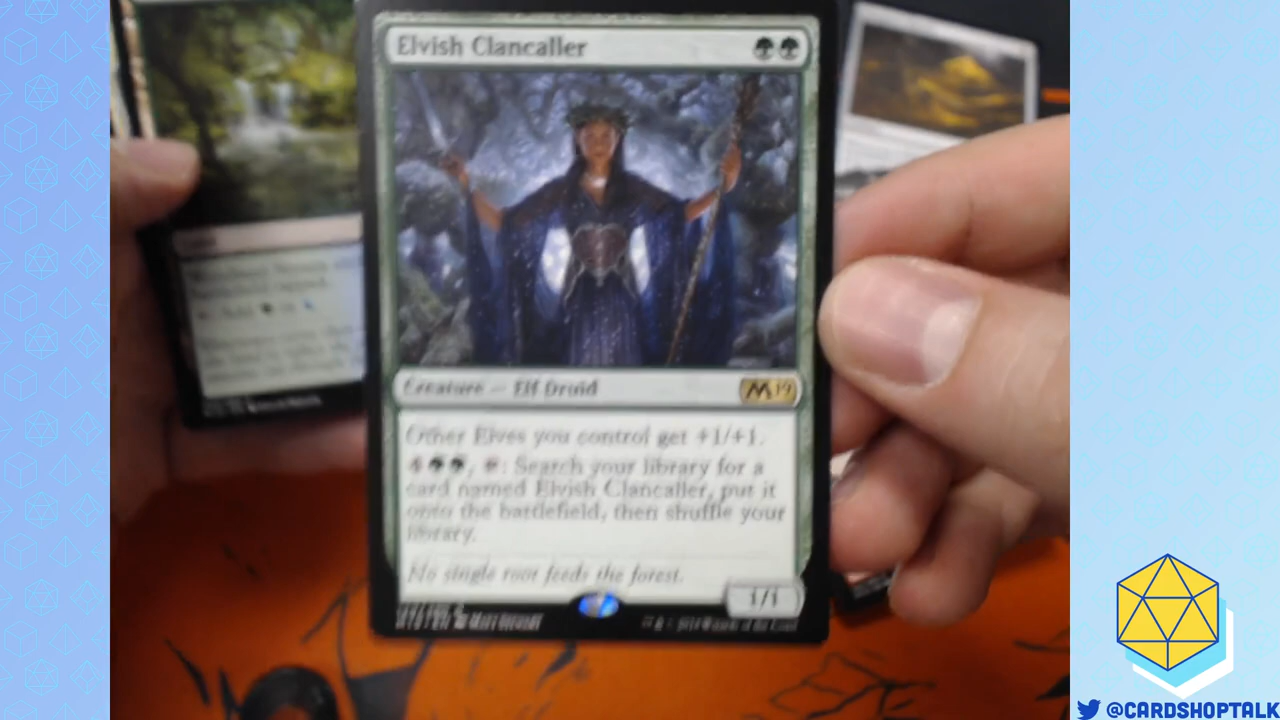 Elvish Clancaller
Creature — Elf Druid
M19
Other Elves you control get +1/+1.
4, : Search your library for a
card named Elvish Clancaller, put it
onto the battlefield, then shuffle your
library.
No single root feeds the forest.
1/1
@CARDSHOPTALK